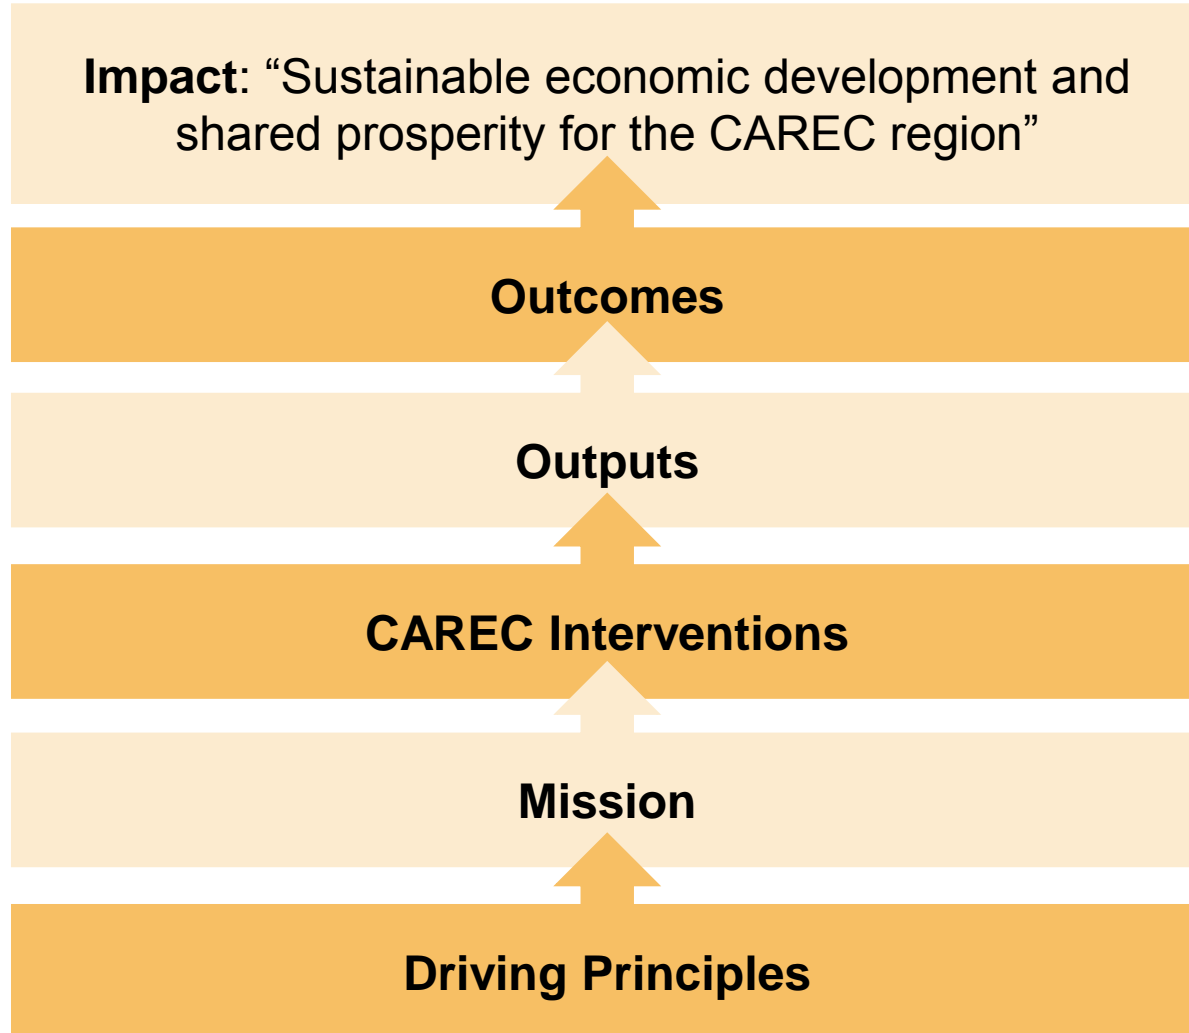 Impact: “Sustainable economic development and
shared prosperity for the CAREC region”
Outcomes
Outputs
CAREC Interventions
Mission
Driving Principles